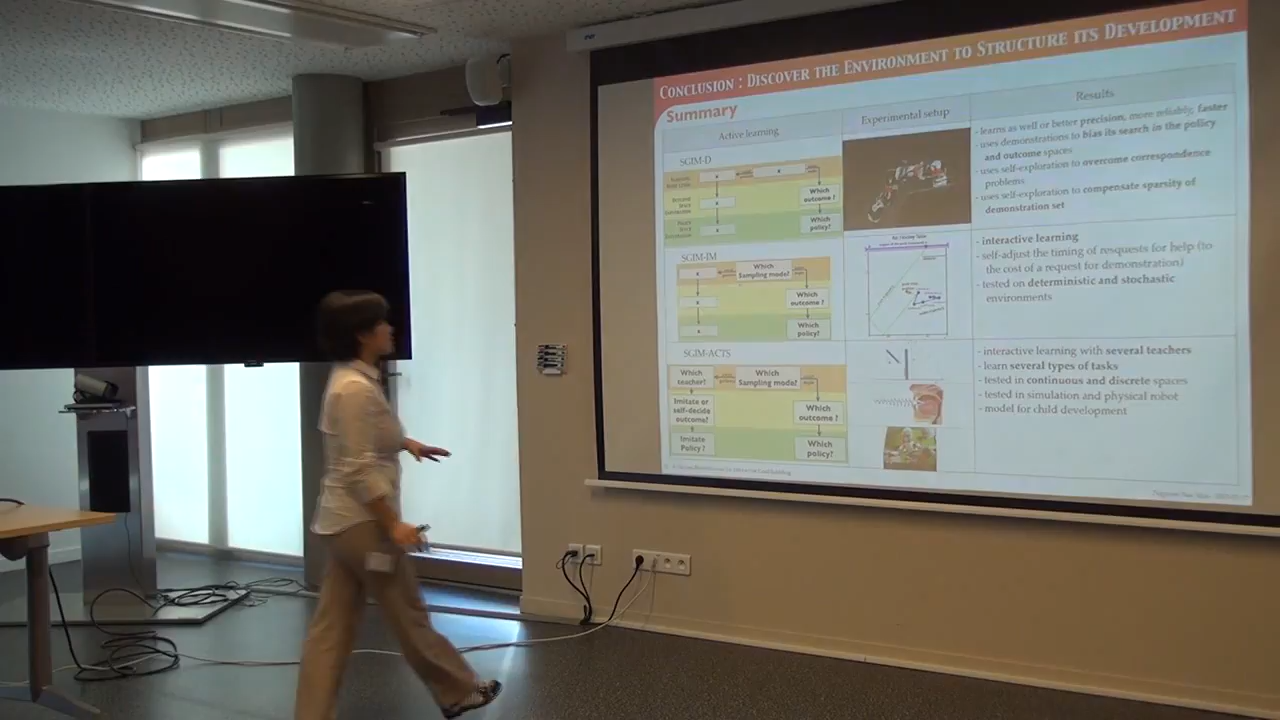 CONCLUSION : DISCOVER THE ENVIRONMENT TO STRUCTURE ITS DEVELOPMENT
Summary
Active learning
Experimental setup
Results
SGIM-D
x
x
x
x
Which
outcome ?
Which
policy?
- learns as well or better precision, more reliably, faster
- uses demonstrations to bias its search in the policy
and outcome spaces
- uses self-exploration to overcome correspondence
problems
- uses self-exploration to compensate sparsity of
demonstration set
SGIM-IM
x
Which
Sampling mode?
x
Which
outcome ?
x
Which
policy?
- interactive learning
- self-adjust the timing of resquests for help (to
the cost of a request for demonstration)
- tested on deterministic and stochastic
environments
SGIM-ACTS
Which
teacher?
Which
Sampling mode?
Imitate or
self-decide
outcome?
Which
outcome ?
Imitate
Policy ?
Which
policy?
- interactive learning with several teachers
- learn several types of tasks
- tested in continuous and discrete spaces
- tested in simulation and physical robot
- model for child development